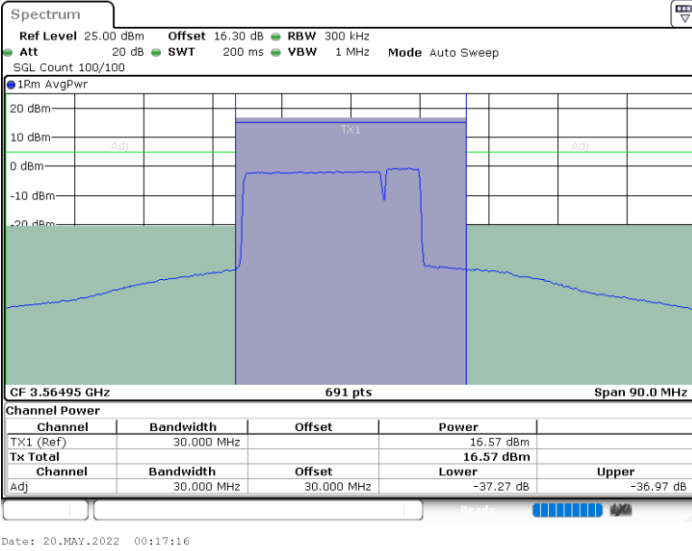 Spectrum
Ref Level 25.00 dBm Offset 16.30 dB RBW 300 kHz
Att 20 dB SWT 200 ms VBW 1 MHz Mode Auto Sweep
SGL Count 100/100
1Rm AvgPwr
20 dBm
TX1
10 dBm
Adj Adj
0 dBm
-10 dBm
-20 dBm
CF 3.56495 GHz 691 pts Span 90.0 MHz
Channel Power
Channel Bandwidth Offset Power
TX1 (Ref) 30.000 MHz 16.57 dBm
Tx Total 16.57 dBm
Channel Bandwidth Offset Lower Upper
Adj 30.000 MHz 30.000 MHz -37.27 dB -36.97 dB
Ready
Date: 20.MAY.2022 00:17:16